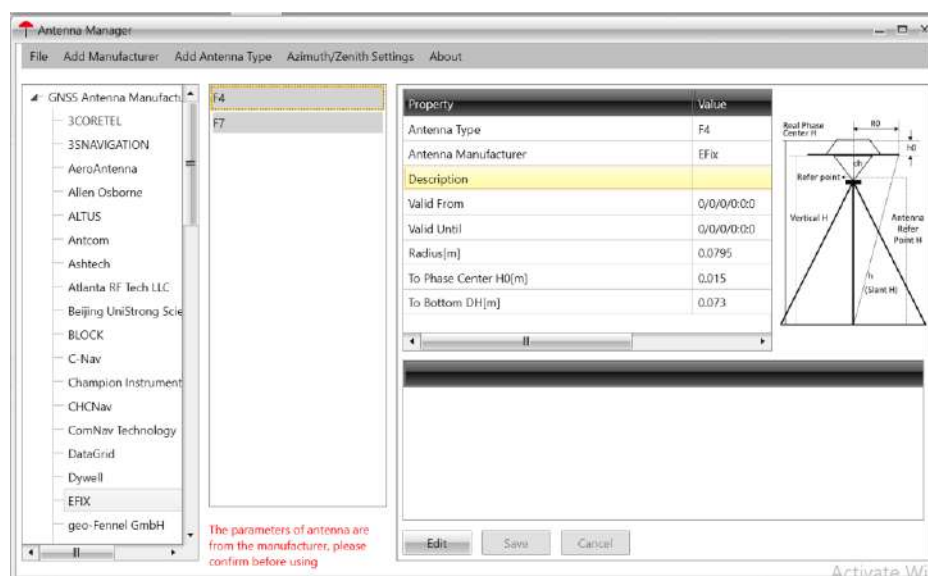 Antenna Manager
File Add Manufacturer Add Antenna Type Azimuth/Zenith Settings About
GNSS Antenna Manufactu
3CORETEL
3SNAVIGATION
AeroAntenna
Allen Osborne
ALTUS
Antcom
Ashtech
Atlanta RF Tech LLC
Beijing UniStrong Scie
BLOCK
C-Nav
Champion Instrument
CHCNav
ComNav Technology
DataGrid
Dywell
EFIX
geo-Fennel GmbH
F4
F7
The parameters of antenna are
from the manufacturer, please
confirm before using
Property Value
Antenna Type F4
Antenna Manufacturer EFix
Description
Valid From 0/0/0/0:0:0
Valid Until 0/0/0/0:0:0
Radius[m] 0.0795
To Phase Center H0[m] 0.015
To Bottom DH[m] 0.073
Real Phase
Center H
R0
h0
dh
Refer point
Vertical H
Antenna
Refer
Point H
h
(Slant H)
Edit Save Cancel
Activate Wi